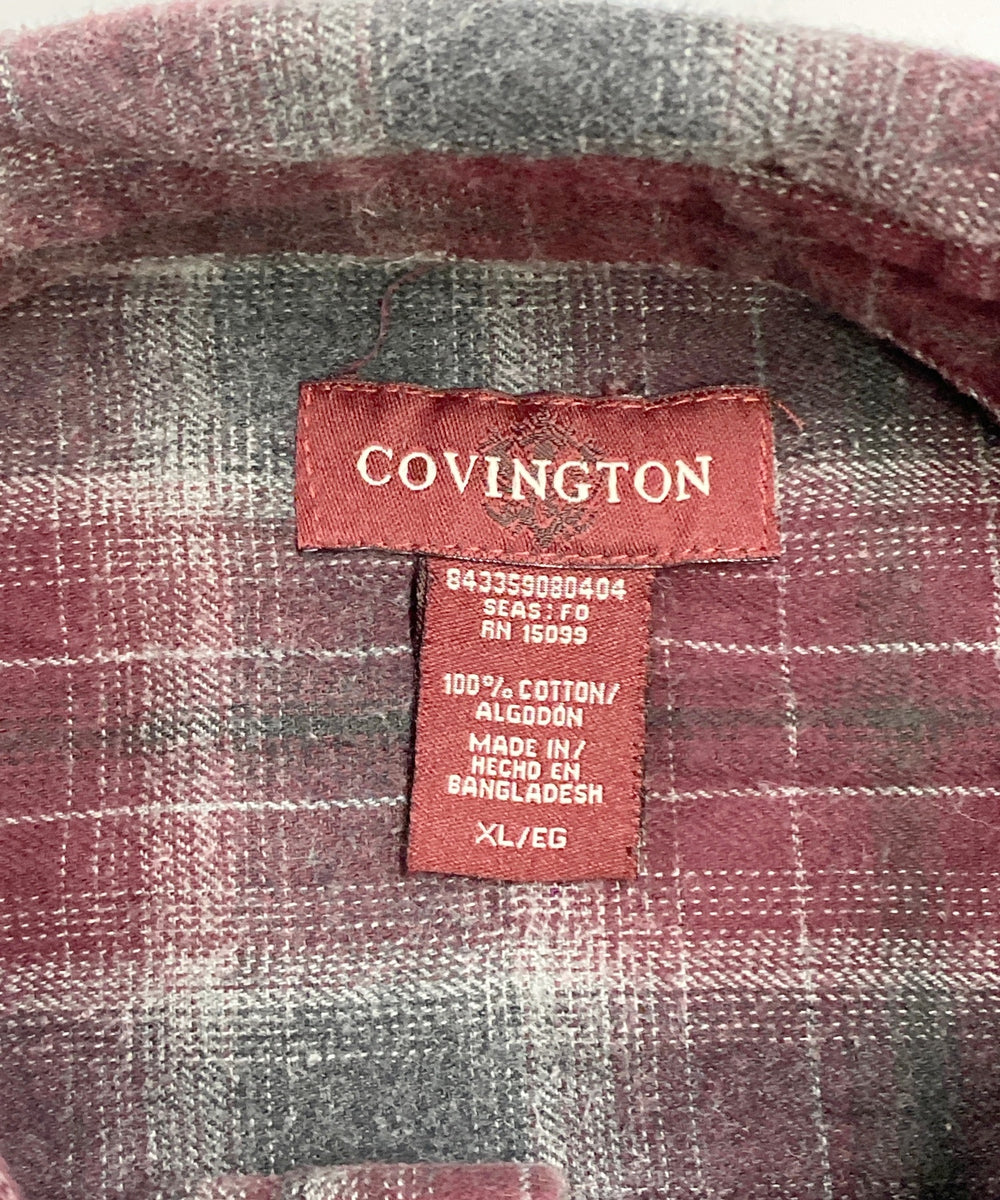 COVINGTON
843359080404
SEAS: FO
RN 15099
100% COTTON/
ALGODÓN
MADE IN/
HECHO EN
BANGLADESH
XL/EG